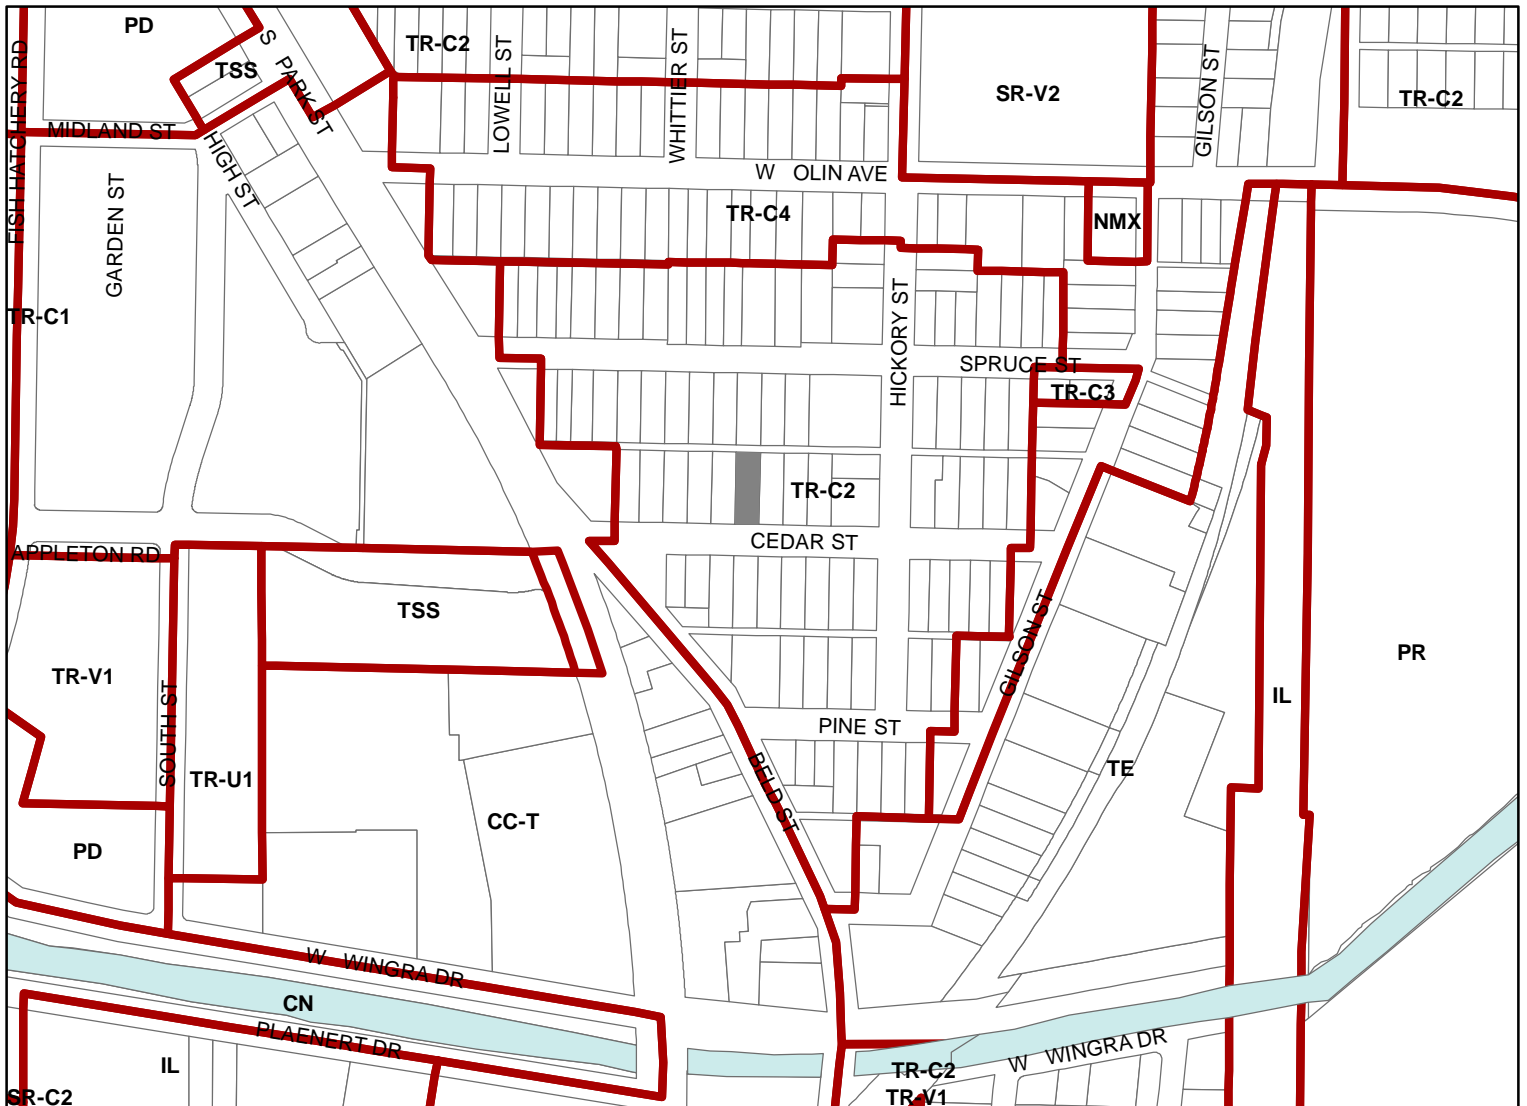 PD
TSS
S PARK ST
TR-C2
LOWELL ST
WHITTIER ST
SR-V2
GILSON ST
TR-C2
FISH HATCHERY RD
MIDLAND ST
HIGH ST
GARDEN ST
W OLIN AVE
TR-C4
NMX
TR-C1
HICKORY ST
SPRUCE ST
TR-C3
TR-C2
CEDAR ST
APPLETON RD
TSS
TR-V1
SOUTH ST
TR-U1
GILSON ST
PR
IL
PINE ST
TE
BELD ST
CC-T
PD
W WINGRA DR
CN
PLAENERT DR
IL
SR-C2
W WINGRA DR
TR-C2
TR-V1